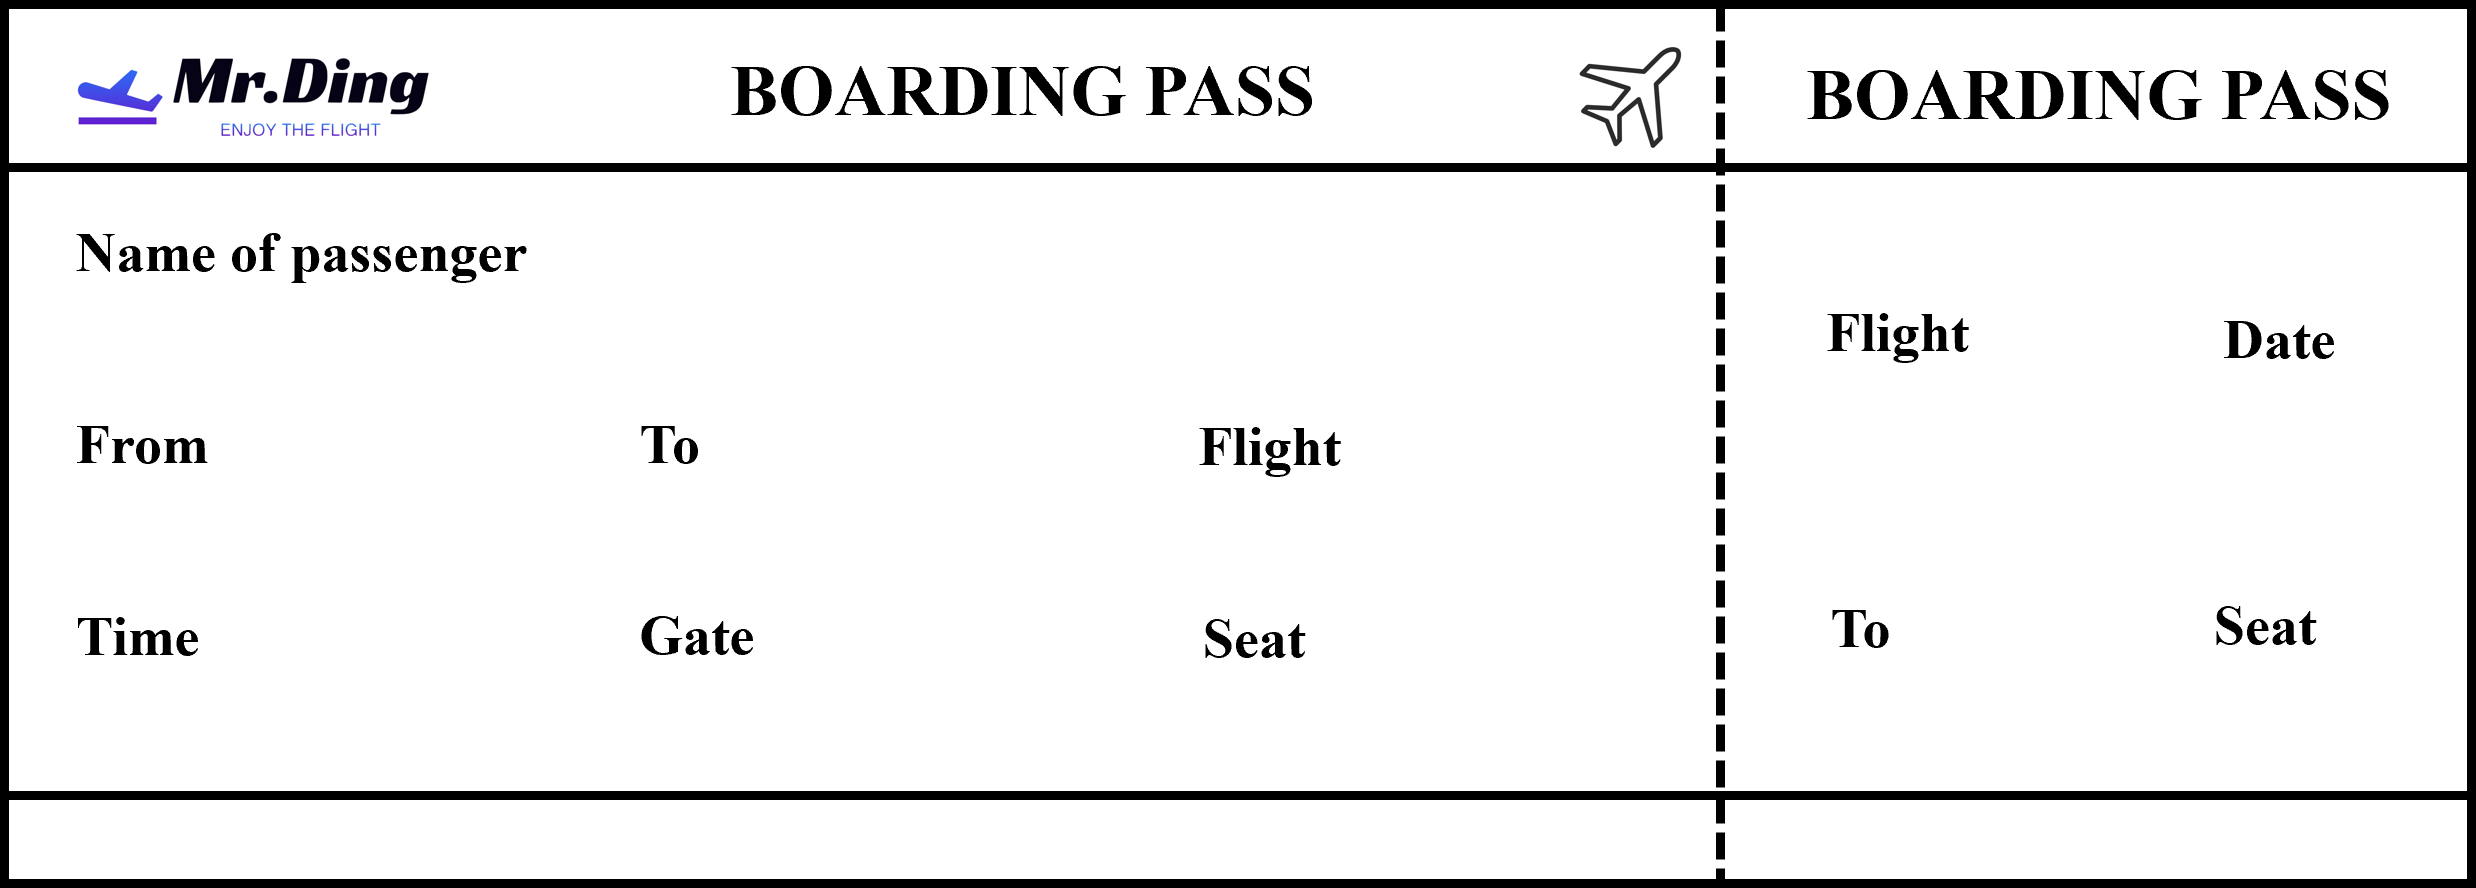 Mr.Ding
ENJOY THE FLIGHT
BOARDING PASS
Name of passenger
From To Flight
Time Gate Seat
BOARDING PASS
Flight Date
To Seat